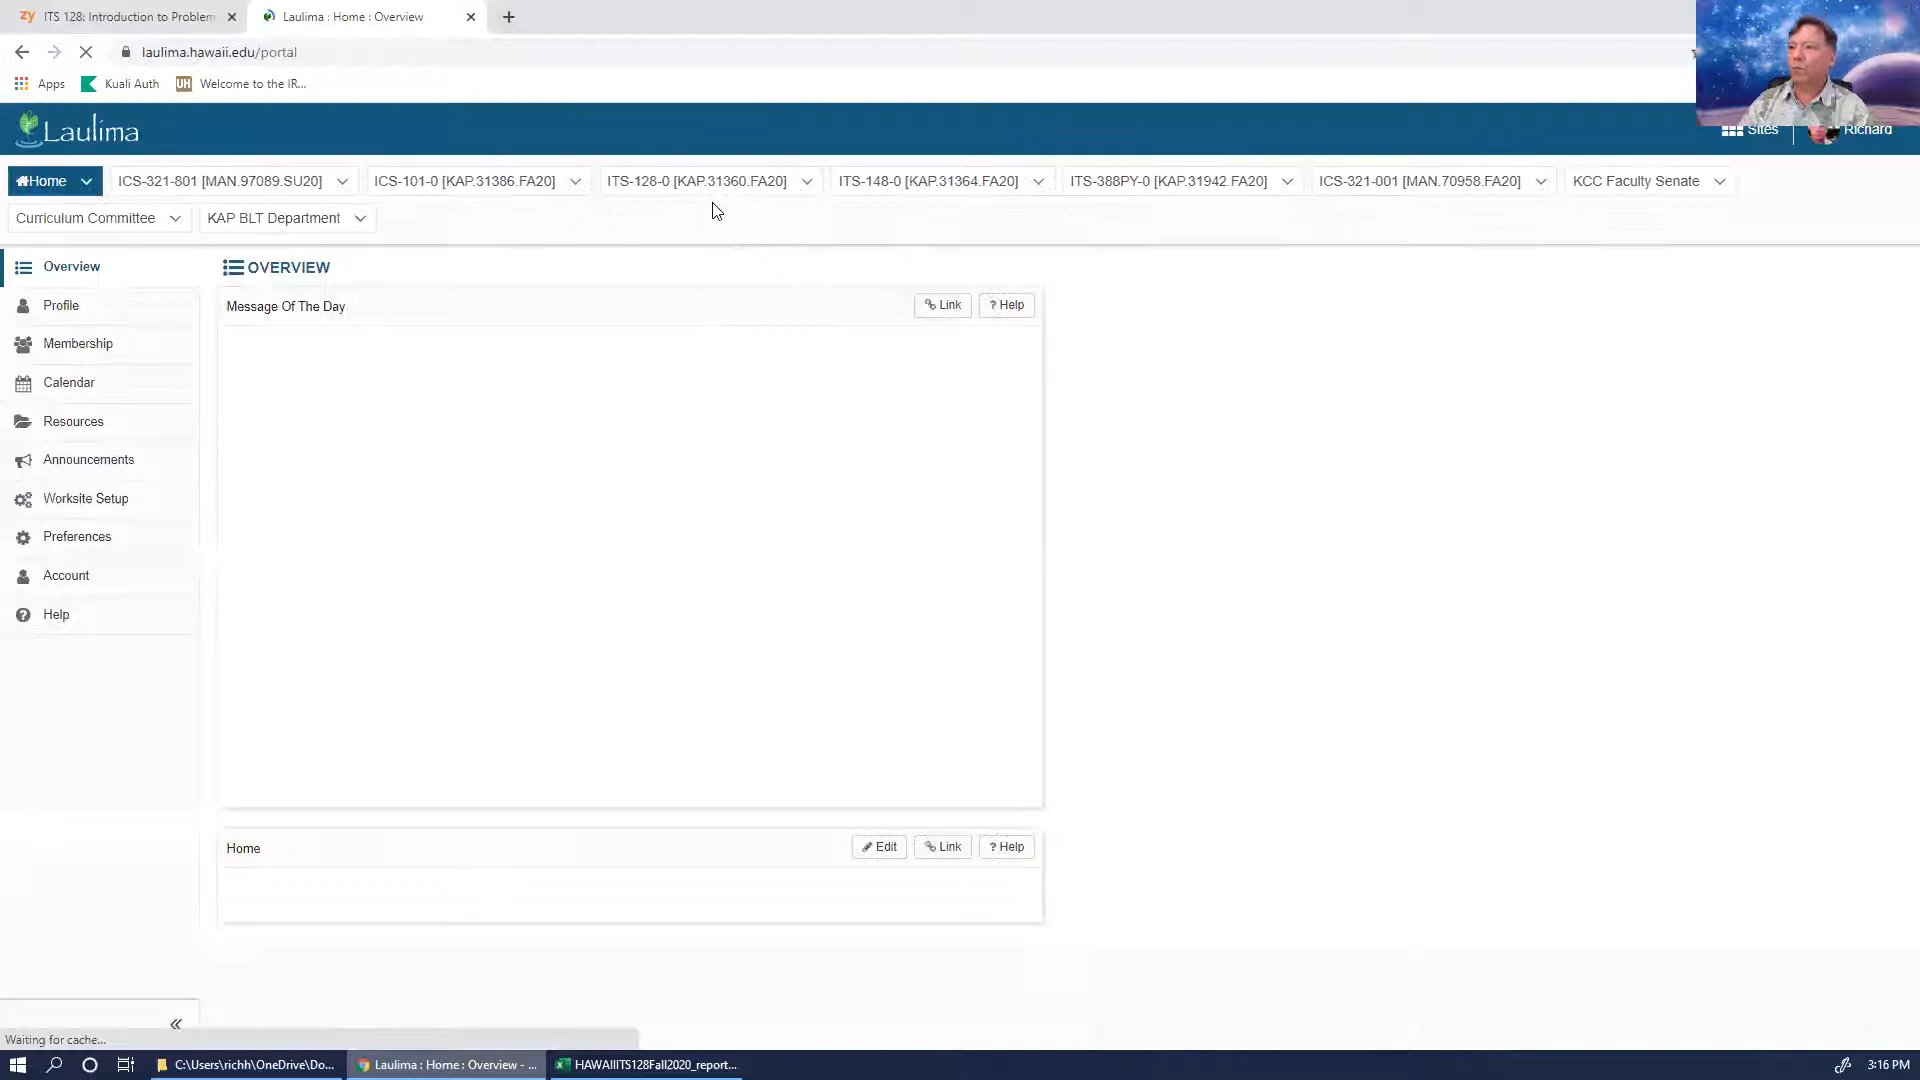 zy ITS 128: Introduction to Problem
Laulima : Home : Overview
laulima.hawaii.edu/portal
Apps Kuali Auth UH Welcome to the IR...
Laulima
Sites Richard
Home ICS-321-801 [MAN.97089.SU20] ICS-101-0 [KAP.31386.FA20] ITS-128-0 [KAP.31360.FA20] ITS-148-0 [KAP.31364.FA20] ITS-388PY-0 [KAP.31942.FA20] ICS-321-001 [MAN.70958.FA20] KCC Faculty Senate
Curriculum Committee KAP BLT Department
Overview
Profile
Membership
Calendar
Resources
Announcements
Worksite Setup
Preferences
Account
Help
OVERVIEW
Message Of The Day Link ? Help
Home Edit Link ? Help
Waiting for cache...
C:\Users\richh\OneDrive\Do... Laulima : Home : Overview - ... HAWAIIITS128Fall2020_report... 3:16 PM